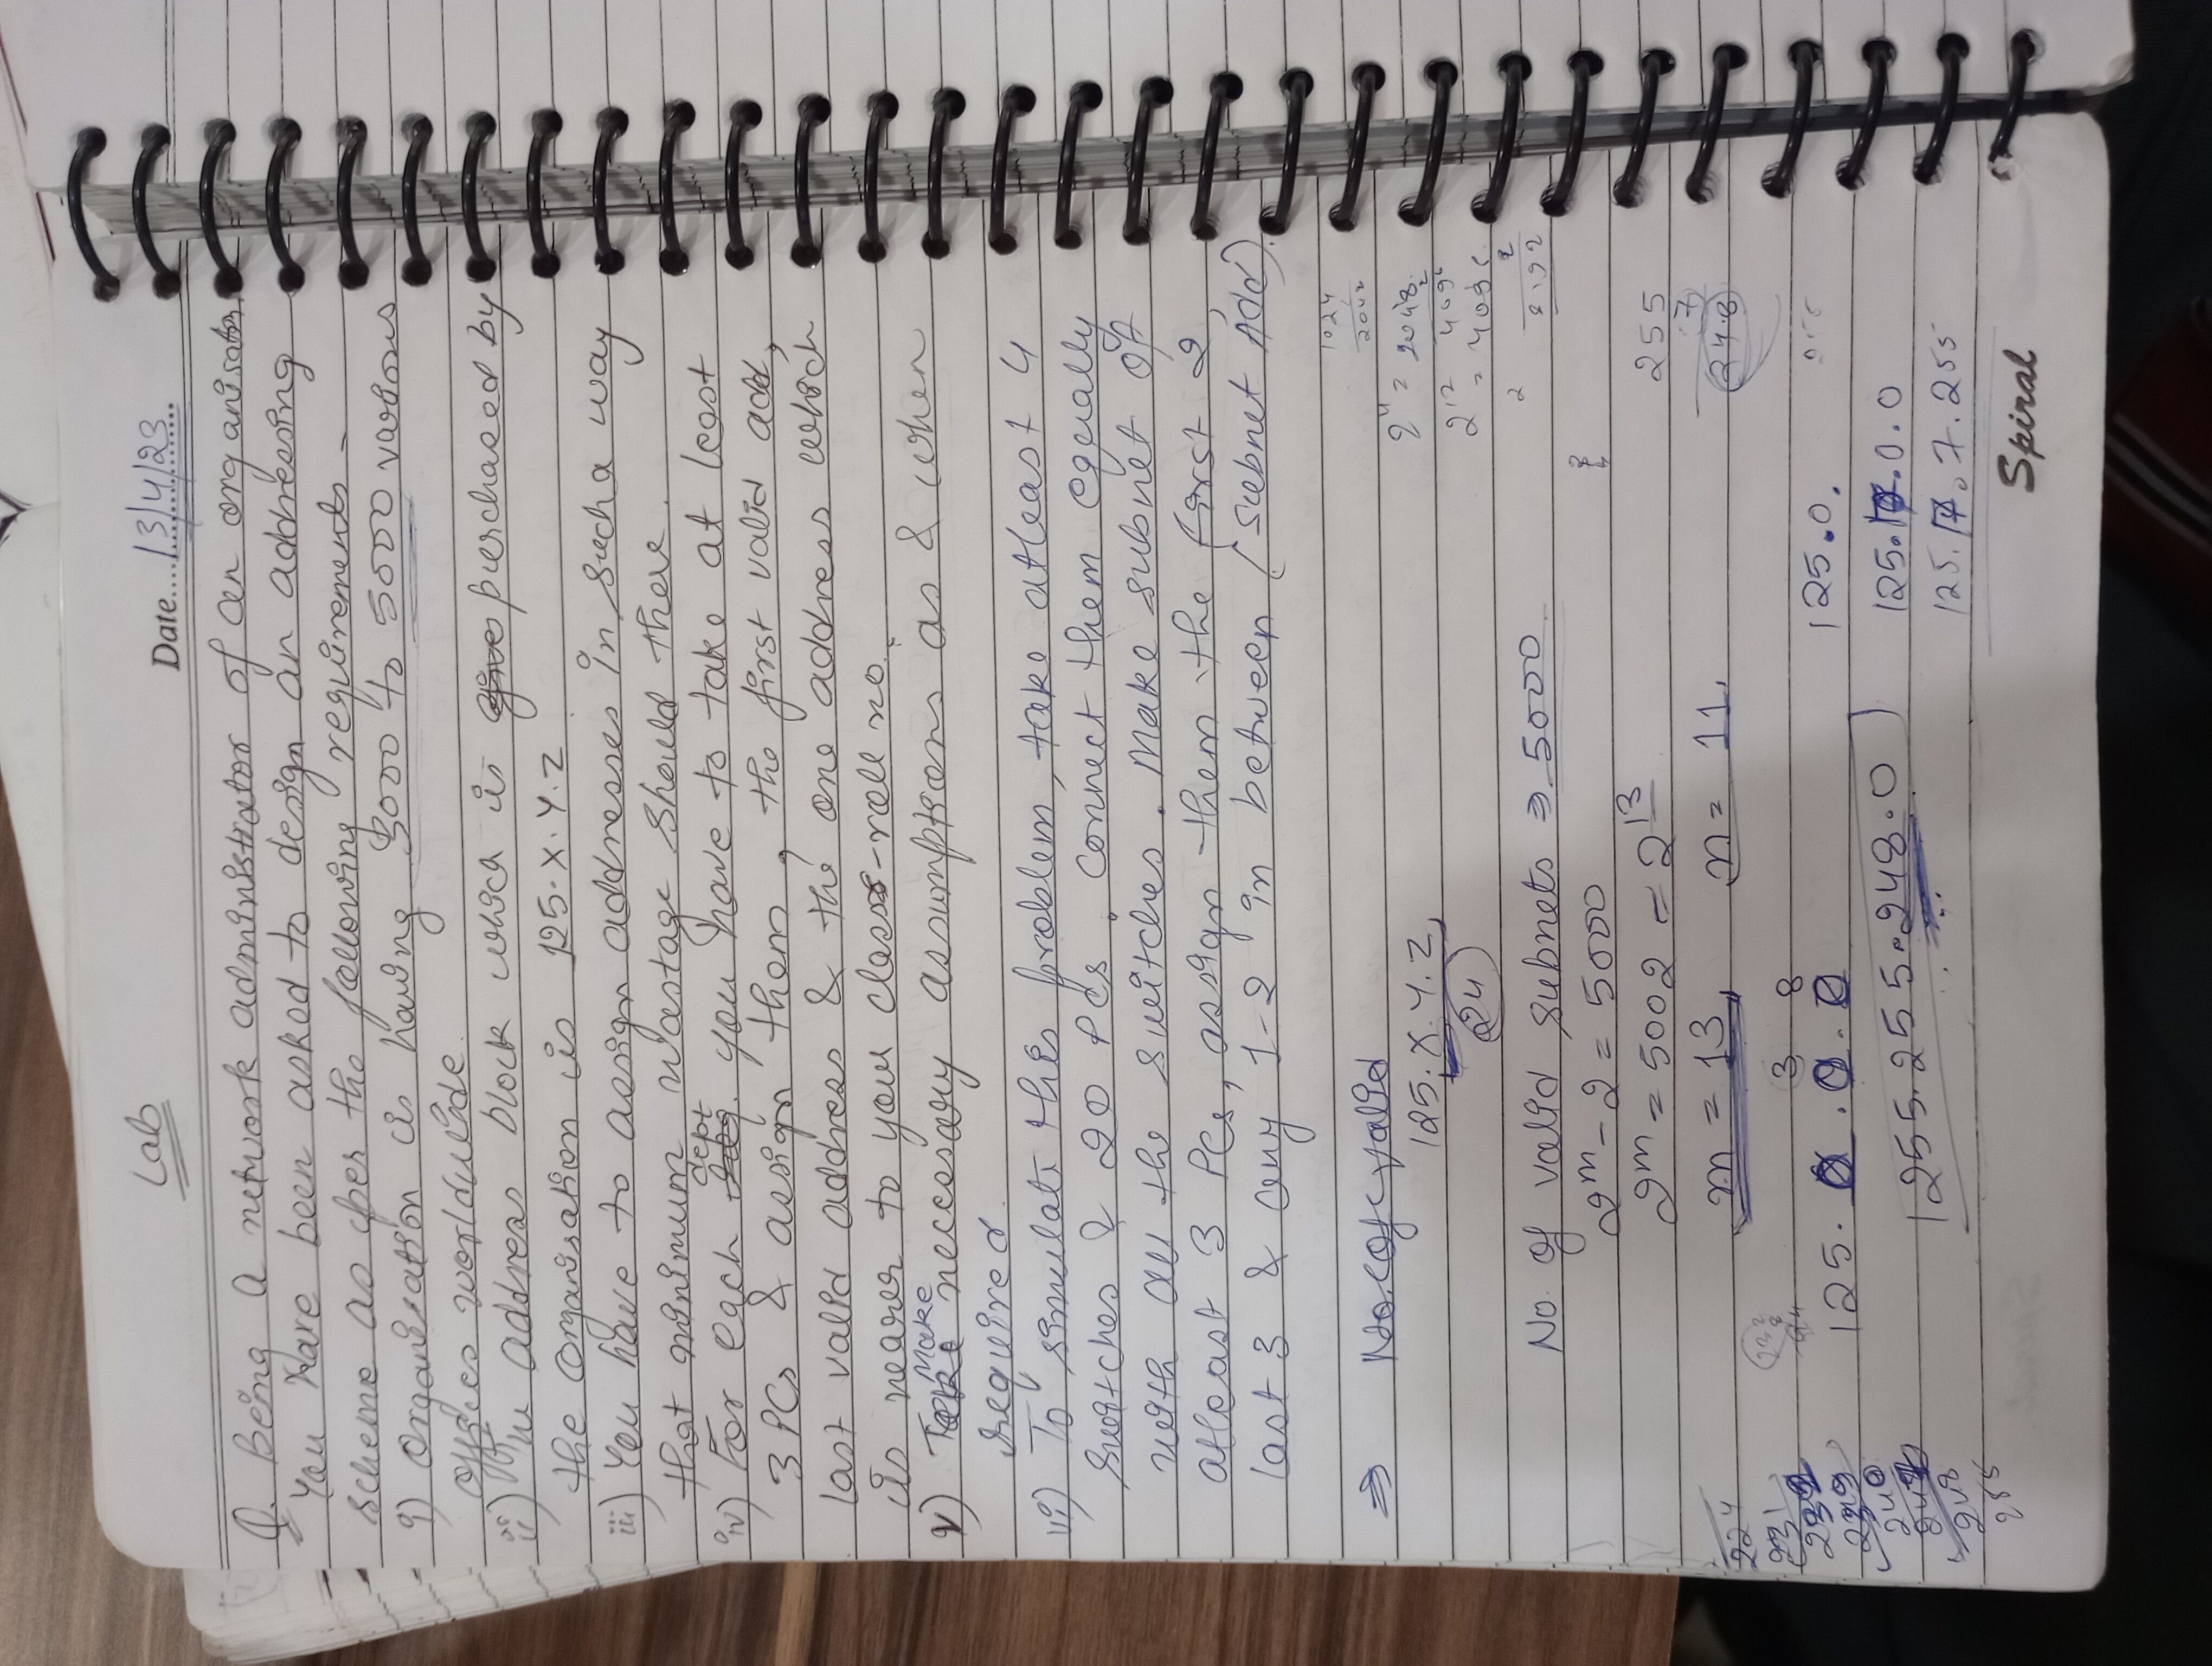 Lab
Date....13/4/23
Q. Being a network administrator of an organisation.
You have been asked to design an addressing
scheme as per the following requirements -
i) Organisation is having 3000 to 5000 various
offices worldwide.
ii) The address block which is give purchased by
the organisation is 125.X.Y.Z
iii) You have to assign addresses in such a way
that minimum wastage should there.
dept
iv) For each you have to take at least
3 PCs & assign them, the first valid add,
last valid address & the one address which
is nearer to your class-roll no.
Make
v) Take necessary assumptions as & when
required.
vi) To simulate this problem, take atleast 4
switches & 20 PCs. Connect them equally
with all the switches. Make subnet of
atleast 3 PCs, assign them the first 2,
last 3 & any 1-2 in between (Subnet Add).
1024
2042
⇒ No. of valid
125.X.Y.Z
24
2048
4096
2^12 = 4096
2
8192
No. of valid subnets ⇒ 5000
2^m - 2 = 5000
2^m = 5002 = 2^13
m = 13, n = 11,
255
7
248
224
231
232
239
240
247
248
255
232
8
3 8
125.0.0.0
255.255.248.0
125.0.
255
125. .0.0
125. .7.255
Spiral